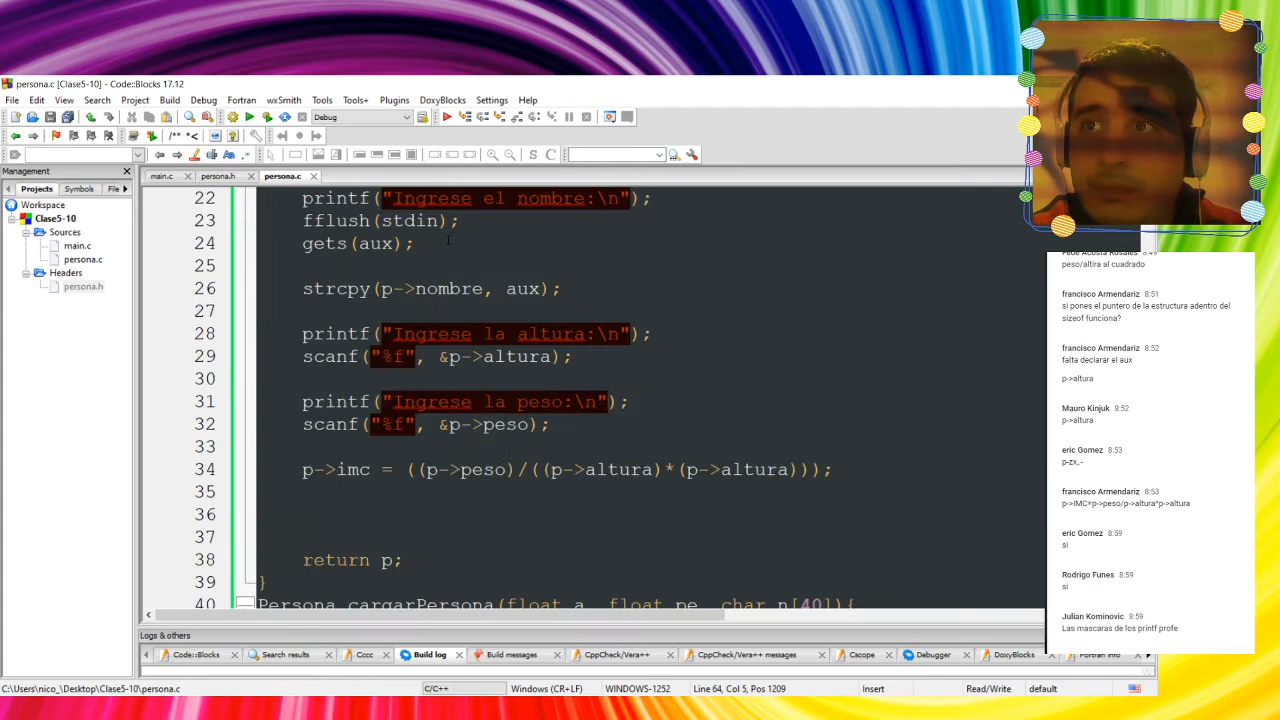 persona.c [Clase5-10] - Code::Blocks 17.12
File Edit View Search Project Build Debug Fortran wxSmith Tools Tools+ Plugins DoxyBlocks Settings Help
Debug
Management
main.c persona.h persona.c
Projects Symbols File
Workspace
Clase5-10
Sources
main.c
persona.c
Headers
persona.h
22 printf("Ingrese el nombre:\n");
23 fflush(stdin);
24 gets(aux);
25
26 strcpy(p->nombre, aux);
27
28 printf("Ingrese la altura:\n");
29 scanf("%f", &p->altura);
30
31 printf("Ingrese la peso:\n");
32 scanf("%f", &p->peso);
33
34 p->imc = ((p->peso)/((p->altura)*(p->altura)));
35
36
37
38 return p;
39 }
40 Persona cargarPersona(float a, float pe, char n[40]){
Logs & others
Code::Blocks Search results Cccc Build log Build messages CppCheck/Vera++ CppCheck/Vera++ messages Cscope Debugger DoxyBlocks Fortran info
C:\Users\nico_\Desktop\Clase5-10\persona.c C/C++ Windows (CR+LF) WINDOWS-1252 Line 64, Col 5, Pos 1209 Insert Read/Write default
Fede Acosta Rosales 8:49
peso/altira al cuadrado
francisco Armendariz 8:51
si pones el puntero de la estructura adentro del
sizeof funciona?
francisco Armendariz 8:52
falta declarar el aux
p->altura
Mauro Kinjuk 8:52
p->altura
eric Gomez 8:53
p-zx,.-
francisco Armendariz 8:53
p->IMC=p->peso/p->altura*p->altura
eric Gomez 8:59
si
Rodrigo Funes 8:59
si
Julian Kominovic 8:59
Las mascaras de los printf profe